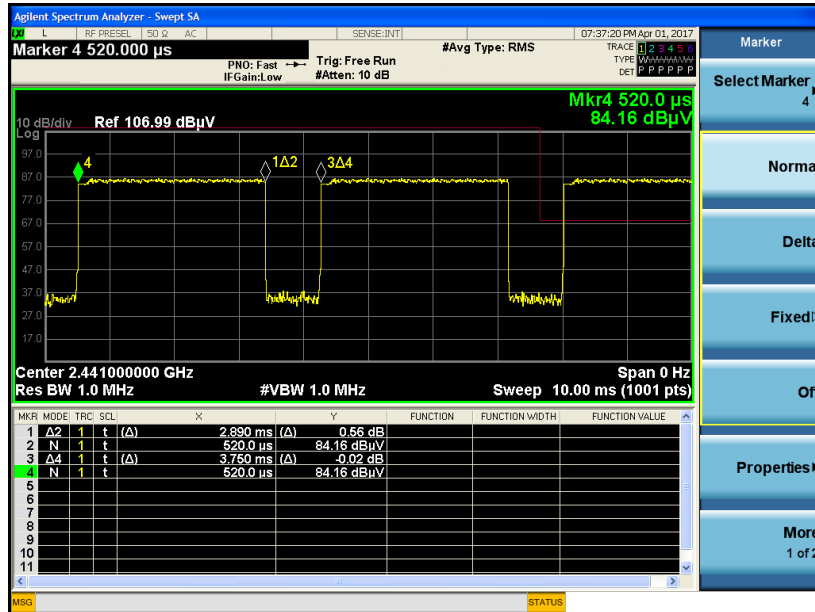 Agilent Spectrum Analyzer - Swept SA
LXI L RF PRESEL 50 Ω AC SENSE:INT 07:37:20 PM Apr 01, 2017
Marker 4 520.000 µs
PNO: Fast
IFGain:Low
Trig: Free Run
#Atten: 10 dB
#Avg Type: RMS
TRACE 1 2 3 4 5 6
TYPE W
DET P P P P P P
Mkr4 520.0 µs
84.16 dBµV
10 dB/div Ref 106.99 dBµV
Log
97.0
87.0
77.0
67.0
57.0
47.0
37.0
27.0
17.0
4
1Δ2
3Δ4
Center 2.441000000 GHz Span 0 Hz
Res BW 1.0 MHz #VBW 1.0 MHz Sweep 10.00 ms (1001 pts)
MKR MODE TRC SCL X Y FUNCTION FUNCTION WIDTH FUNCTION VALUE
1 Δ2 1 t (Δ) 2.890 ms (Δ) 0.56 dB
2 N 1 t 520.0 µs 84.16 dBµV
3 Δ4 1 t (Δ) 3.750 ms (Δ) -0.02 dB
4 N 1 t 520.0 µs 84.16 dBµV
5
6
7
8
9
10
11
MSG STATUS
Marker
Select Marker
4
Norma
Delta
Fixed
Of
Properties
More
1 of 2